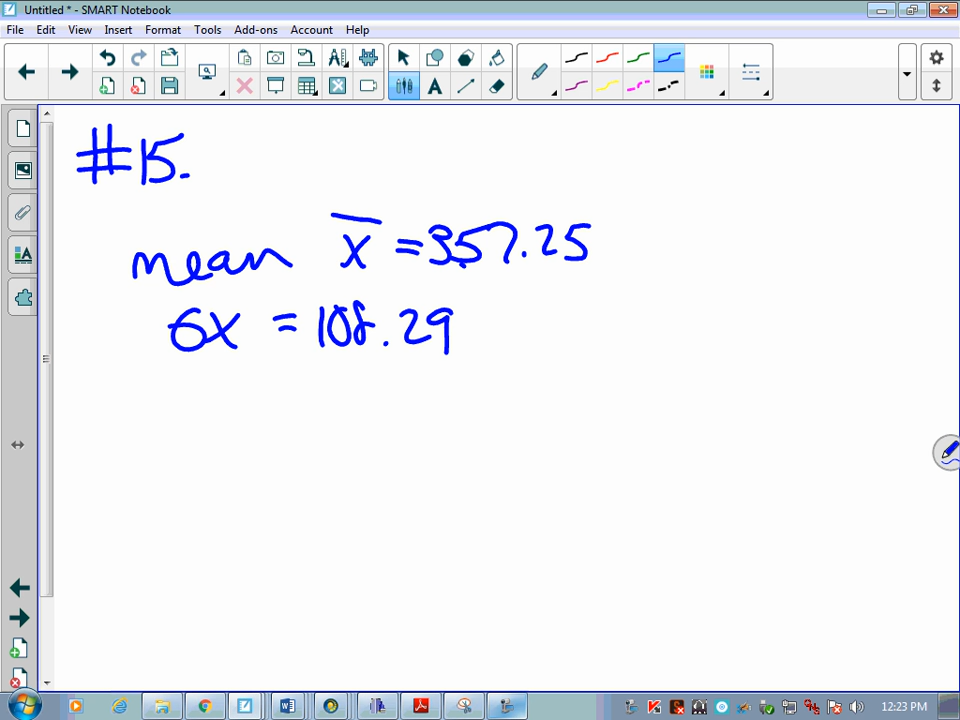 Untitled * - SMART Notebook
File Edit View Insert Format Tools Add-ons Account Help
#15.
mean x̅ = 357.25
σx = 108.29
12:23 PM